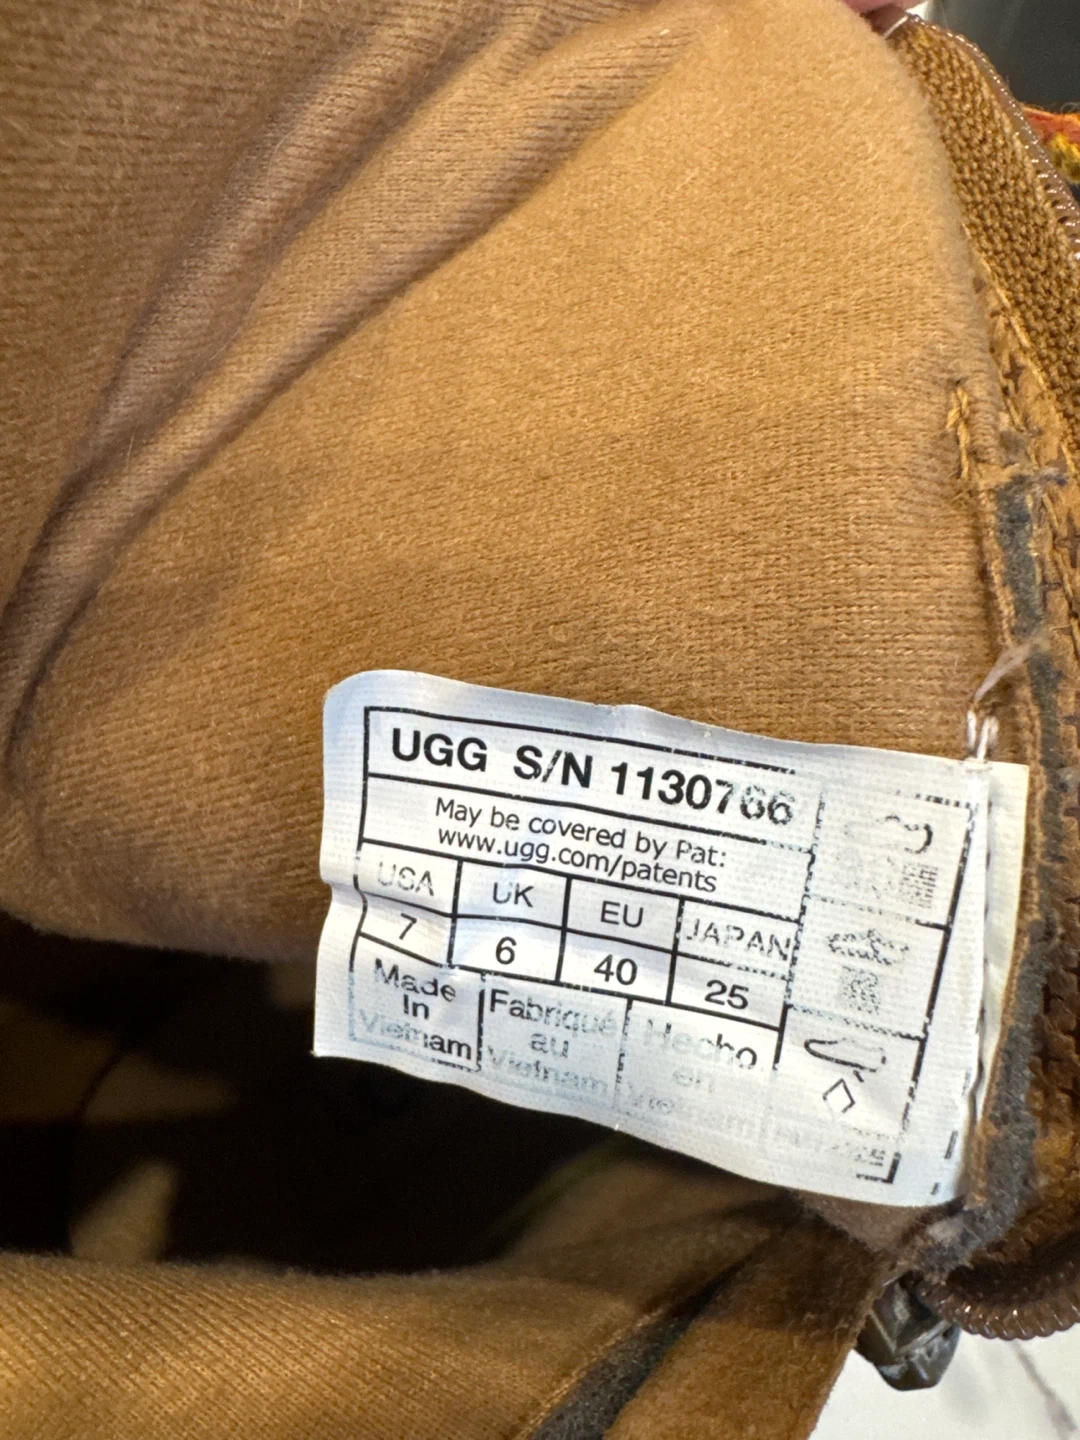 UGG S/N 1130766
May be covered by Pat:
www.ugg.com/patents
USA UK EU JAPAN
7 6 40 25
Made In Vietnam
Fabriqué au Vietnam
Hecho en Vietnam